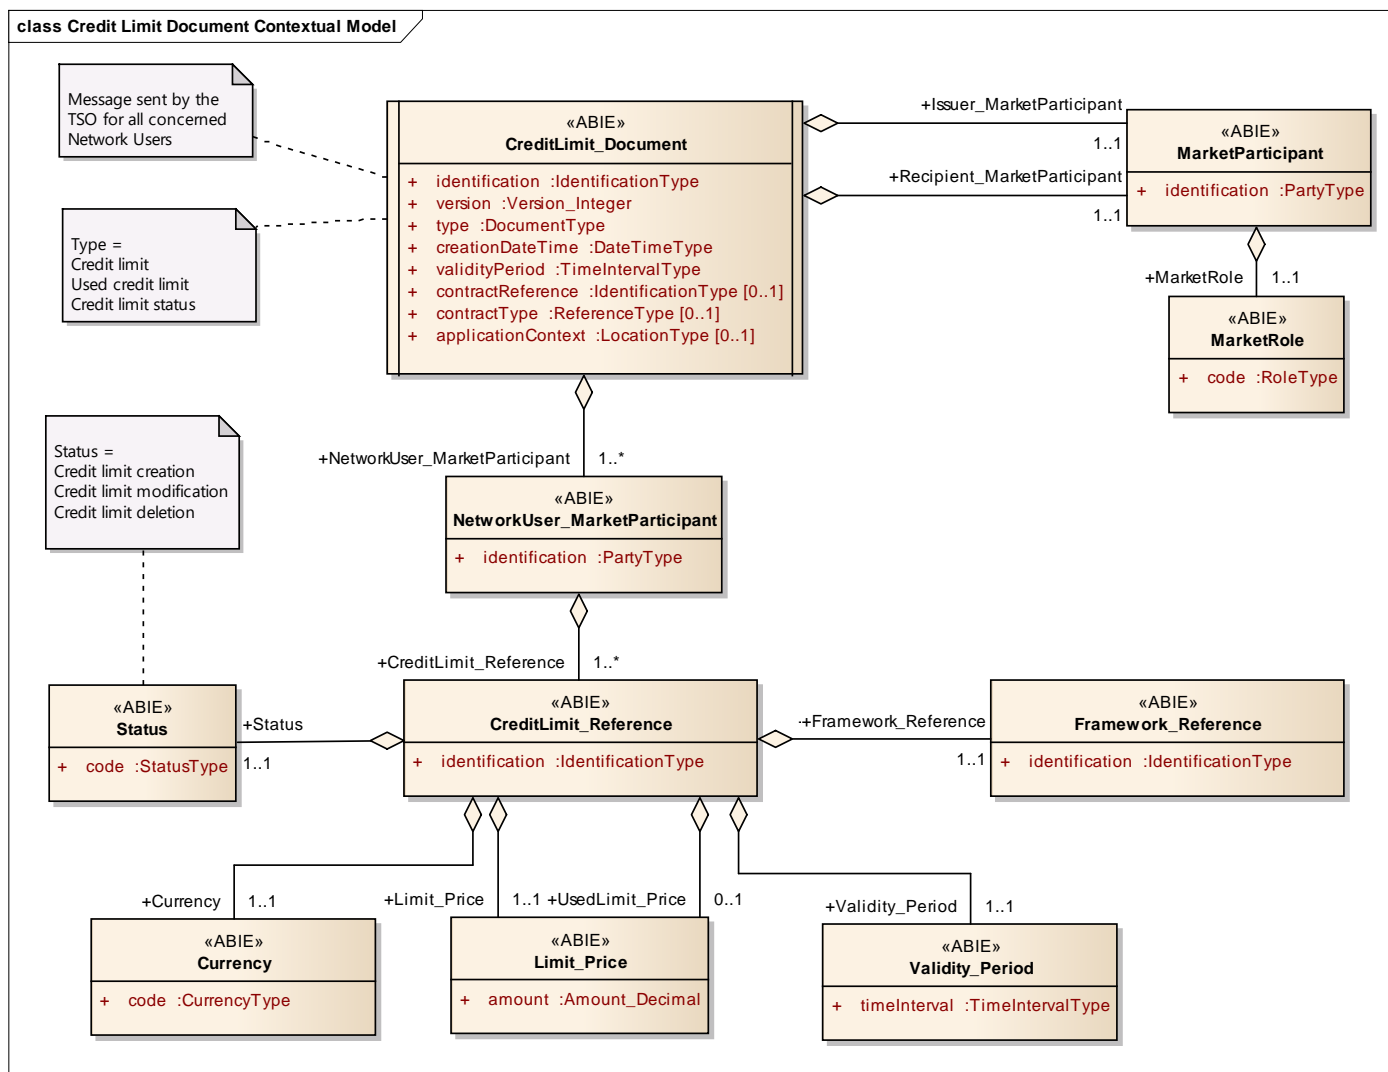 class Credit Limit Document Contextual Model
Message sent by the
TSO for all concerned
Network Users
Type =
Credit limit
Used credit limit
Credit limit status
«ABIE»
CreditLimit_Document
+ identification :IdentificationType
+ version :Version_Integer
+ type :DocumentType
+ creationDateTime :DateTimeType
+ validityPeriod :TimeIntervalType
+ contractReference :IdentificationType [0..1]
+ contractType :ReferenceType [0..1]
+ applicationContext :LocationType [0..1]
+Issuer_MarketParticipant
1..1
+Recipient_MarketParticipant
1..1
«ABIE»
MarketParticipant
+ identification :PartyType
+MarketRole 1..1
«ABIE»
MarketRole
+ code :RoleType
Status =
Credit limit creation
Credit limit modification
Credit limit deletion
+NetworkUser_MarketParticipant 1..*
«ABIE»
NetworkUser_MarketParticipant
+ identification :PartyType
+CreditLimit_Reference 1..*
«ABIE»
Status
+ code :StatusType
+Status
1..1
«ABIE»
CreditLimit_Reference
+ identification :IdentificationType
+Framework_Reference
1..1
«ABIE»
Framework_Reference
+ identification :IdentificationType
+Currency 1..1
+Limit_Price 1..1
+UsedLimit_Price 0..1
+Validity_Period 1..1
«ABIE»
Currency
+ code :CurrencyType
«ABIE»
Limit_Price
+ amount :Amount_Decimal
«ABIE»
Validity_Period
+ timeInterval :TimeIntervalType